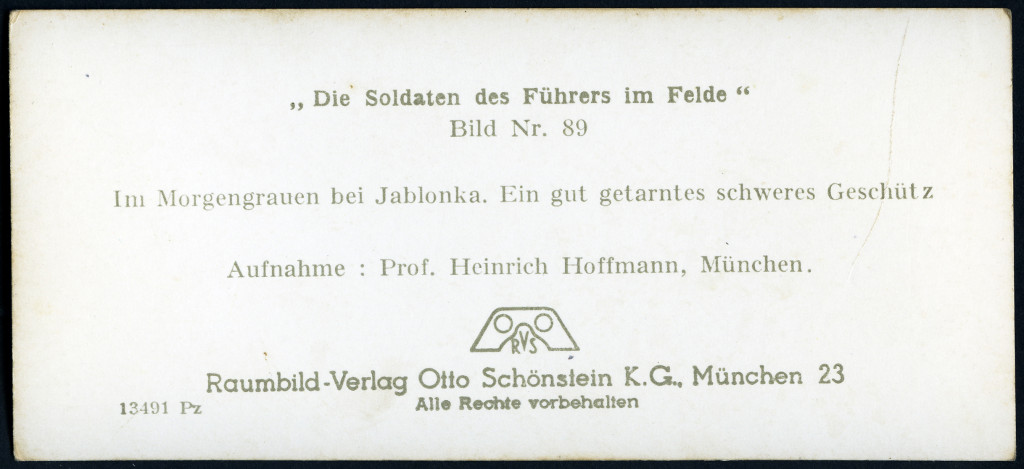 „Die Soldaten des Führers im Felde“
Bild Nr. 89
Im Morgengrauen bei Jablonka. Ein gut getarntes schweres Geschütz
Aufnahme : Prof. Heinrich Hoffmann, München.
RVS
Raumbild-Verlag Otto Schönstein K.G., München 23
13491 Pz
Alle Rechte vorbehalten